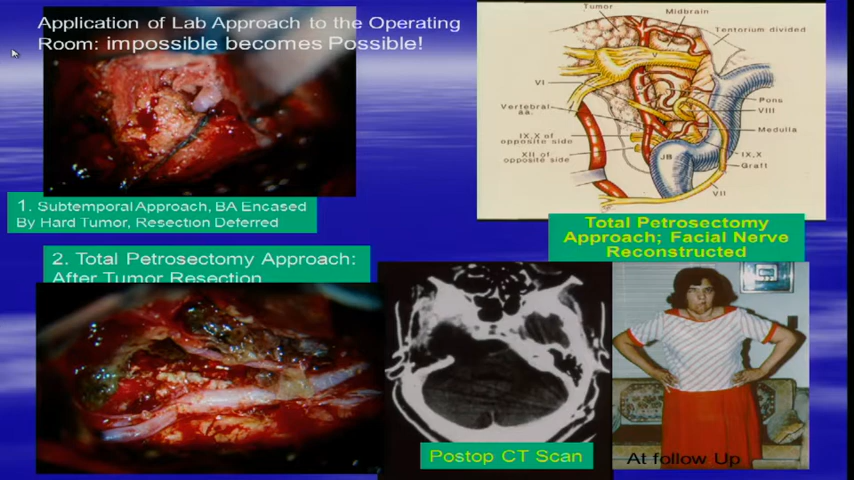 Application of Lab Approach to the Operating
Room: impossible becomes Possible!
1. Subtemporal Approach, BA Encased
By Hard Tumor, Resection Deferred
2. Total Petrosectomy Approach:
After Tumor Resection
Tumor
Midbrain
Tentorium divided
V
VI
Vertebral
aa.
Pons
VIII
Medulla
IX,X of
opposite side
XII of
opposite side
JB
IX,X
Graft
VII
Total Petrosectomy
Approach; Facial Nerve
Reconstructed
Postop CT Scan
At follow Up